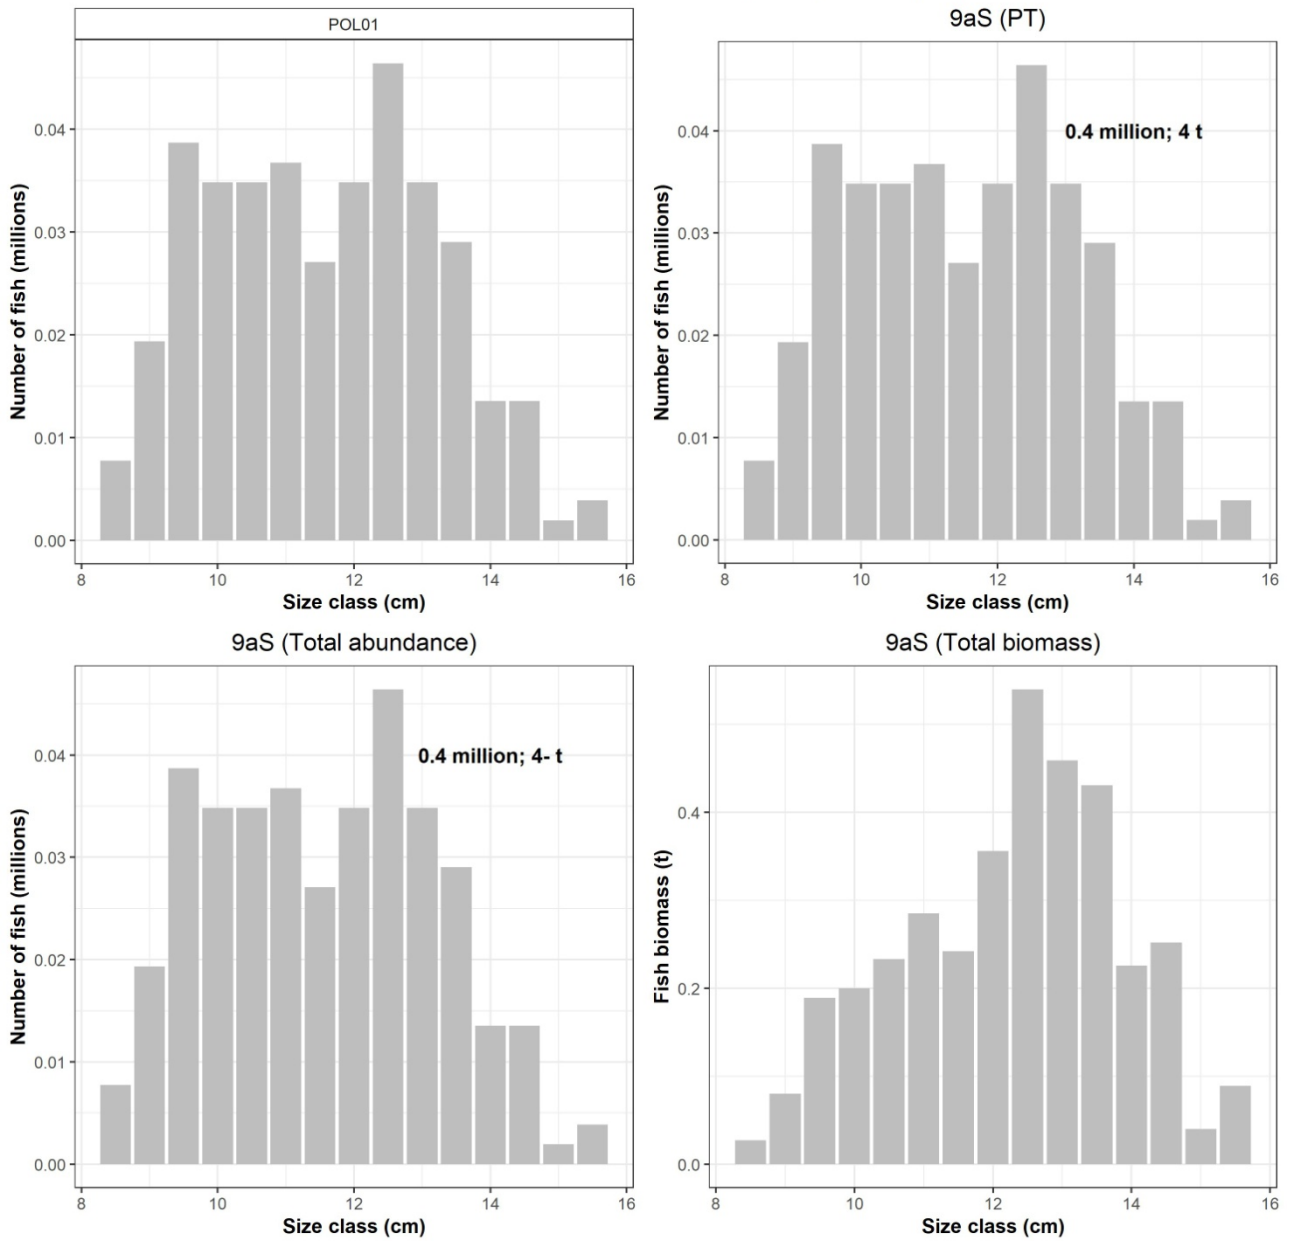 POL01
Number of fish (millions)
0.04
0.03
0.02
0.01
0.00
8 10 12 14 16
Size class (cm)
9aS (PT)
0.4 million; 4 t
Number of fish (millions)
0.04
0.03
0.02
0.01
0.00
8 10 12 14 16
Size class (cm)
9aS (Total abundance)
0.4 million; 4- t
Number of fish (millions)
0.04
0.03
0.02
0.01
0.00
8 10 12 14 16
Size class (cm)
9aS (Total biomass)
Fish biomass (t)
0.4
0.2
0.0
8 10 12 14 16
Size class (cm)